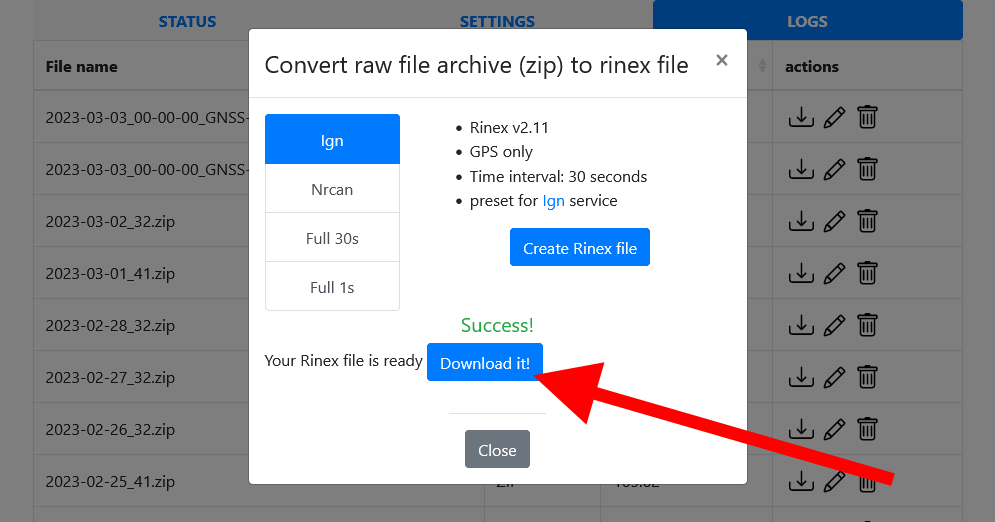 STATUS SETTINGS LOGS
Convert raw file archive (zip) to rinex file ×
File name actions
Ign
Nrcan
Full 30s
Full 1s
• Rinex v2.11
• GPS only
• Time interval: 30 seconds
• preset for Ign service
Create Rinex file
Success!
Your Rinex file is ready Download it!
Close
2023-03-03_00-00-00_GNSS-
2023-03-03_00-00-00_GNSS-
2023-03-02_32.zip
2023-03-01_41.zip
2023-02-28_32.zip
2023-02-27_32.zip
2023-02-26_32.zip
2023-02-25_41.zip